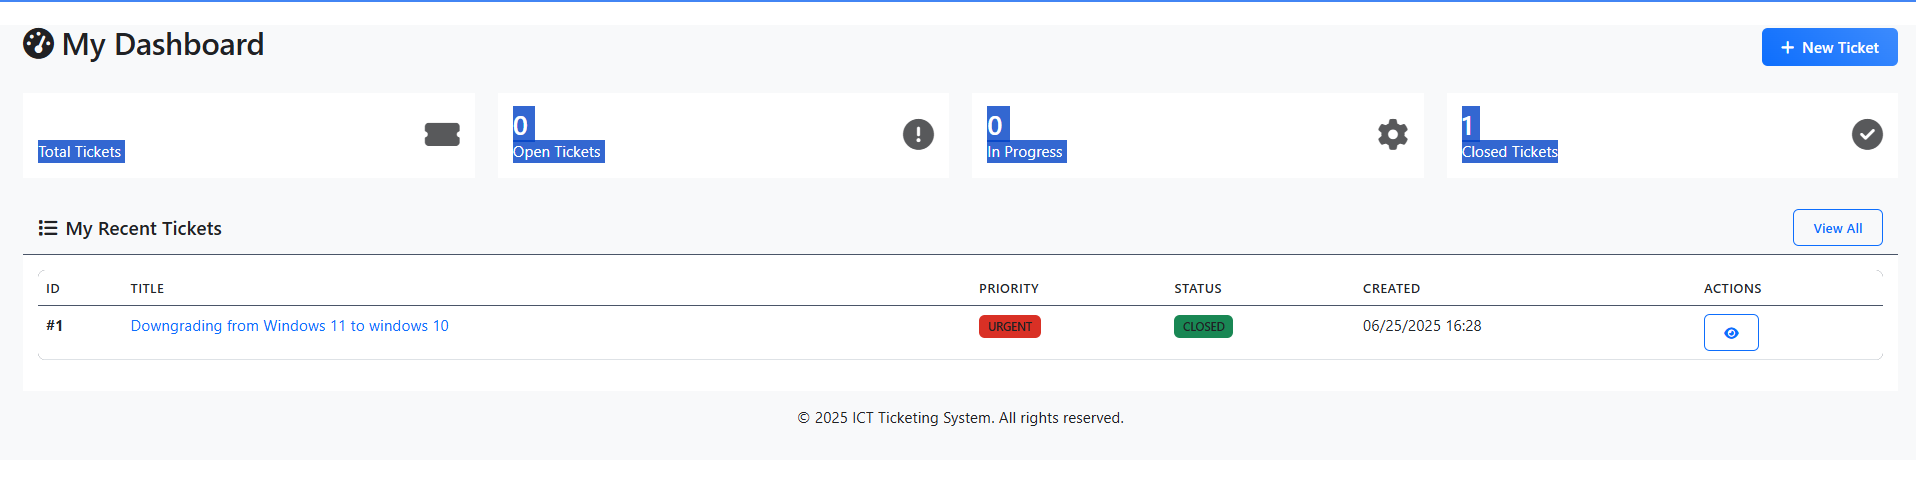 My Dashboard
New Ticket
Total Tickets
0
Open Tickets
0
In Progress
1
Closed Tickets
My Recent Tickets
View All
ID TITLE PRIORITY STATUS CREATED ACTIONS
#1 Downgrading from Windows 11 to windows 10 URGENT CLOSED 06/25/2025 16:28
© 2025 ICT Ticketing System. All rights reserved.